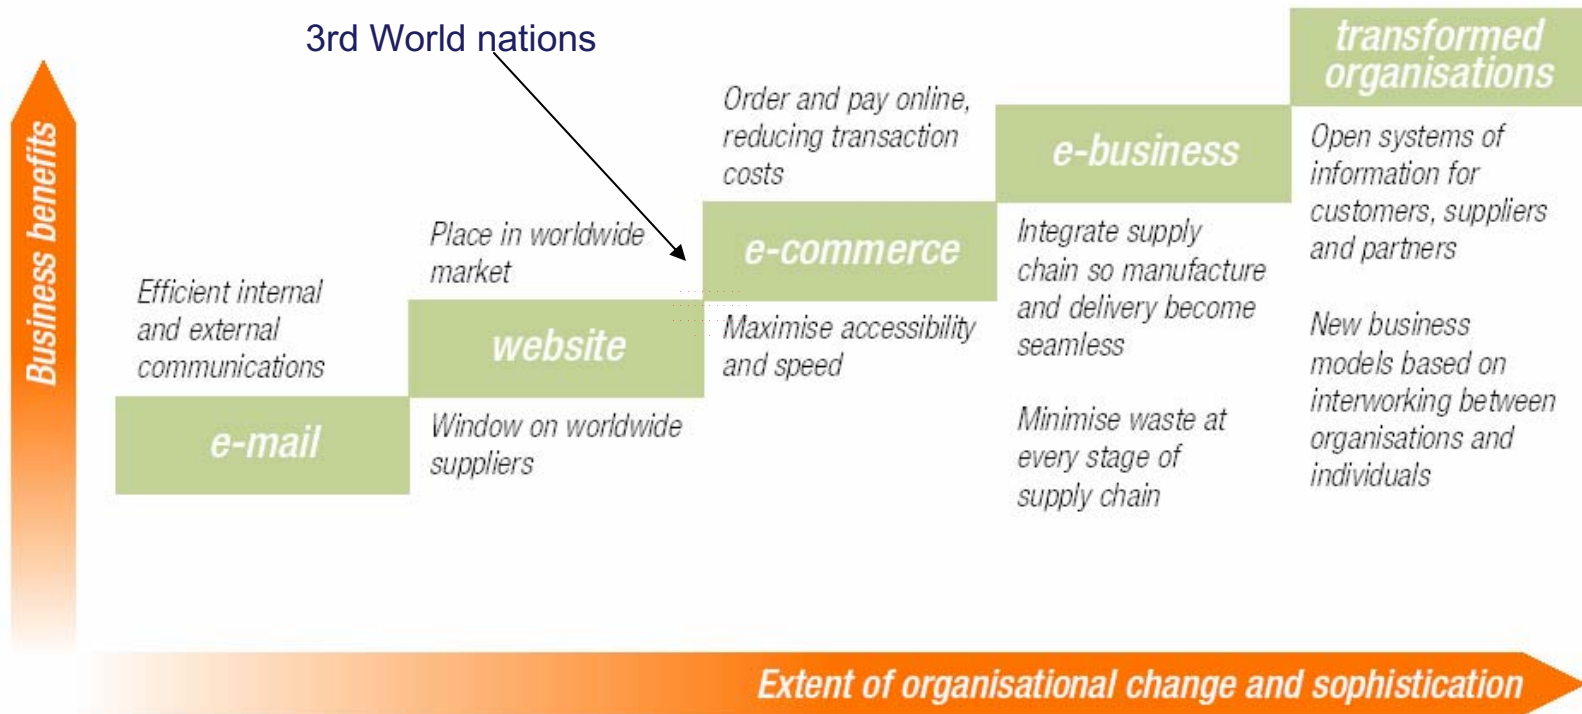 3rd World nations
Business benefits
Efficient internal
and external
communications
e-mail
Place in worldwide
market
website
Window on worldwide
suppliers
Order and pay online,
reducing transaction
costs
e-commerce
Maximise accessibility
and speed
e-business
Integrate supply
chain so manufacture
and delivery become
seamless
Minimise waste at
every stage of
supply chain
transformed
organisations
Open systems of
information for
customers, suppliers
and partners
New business
models based on
interworking between
organisations and
individuals
Extent of organisational change and sophistication